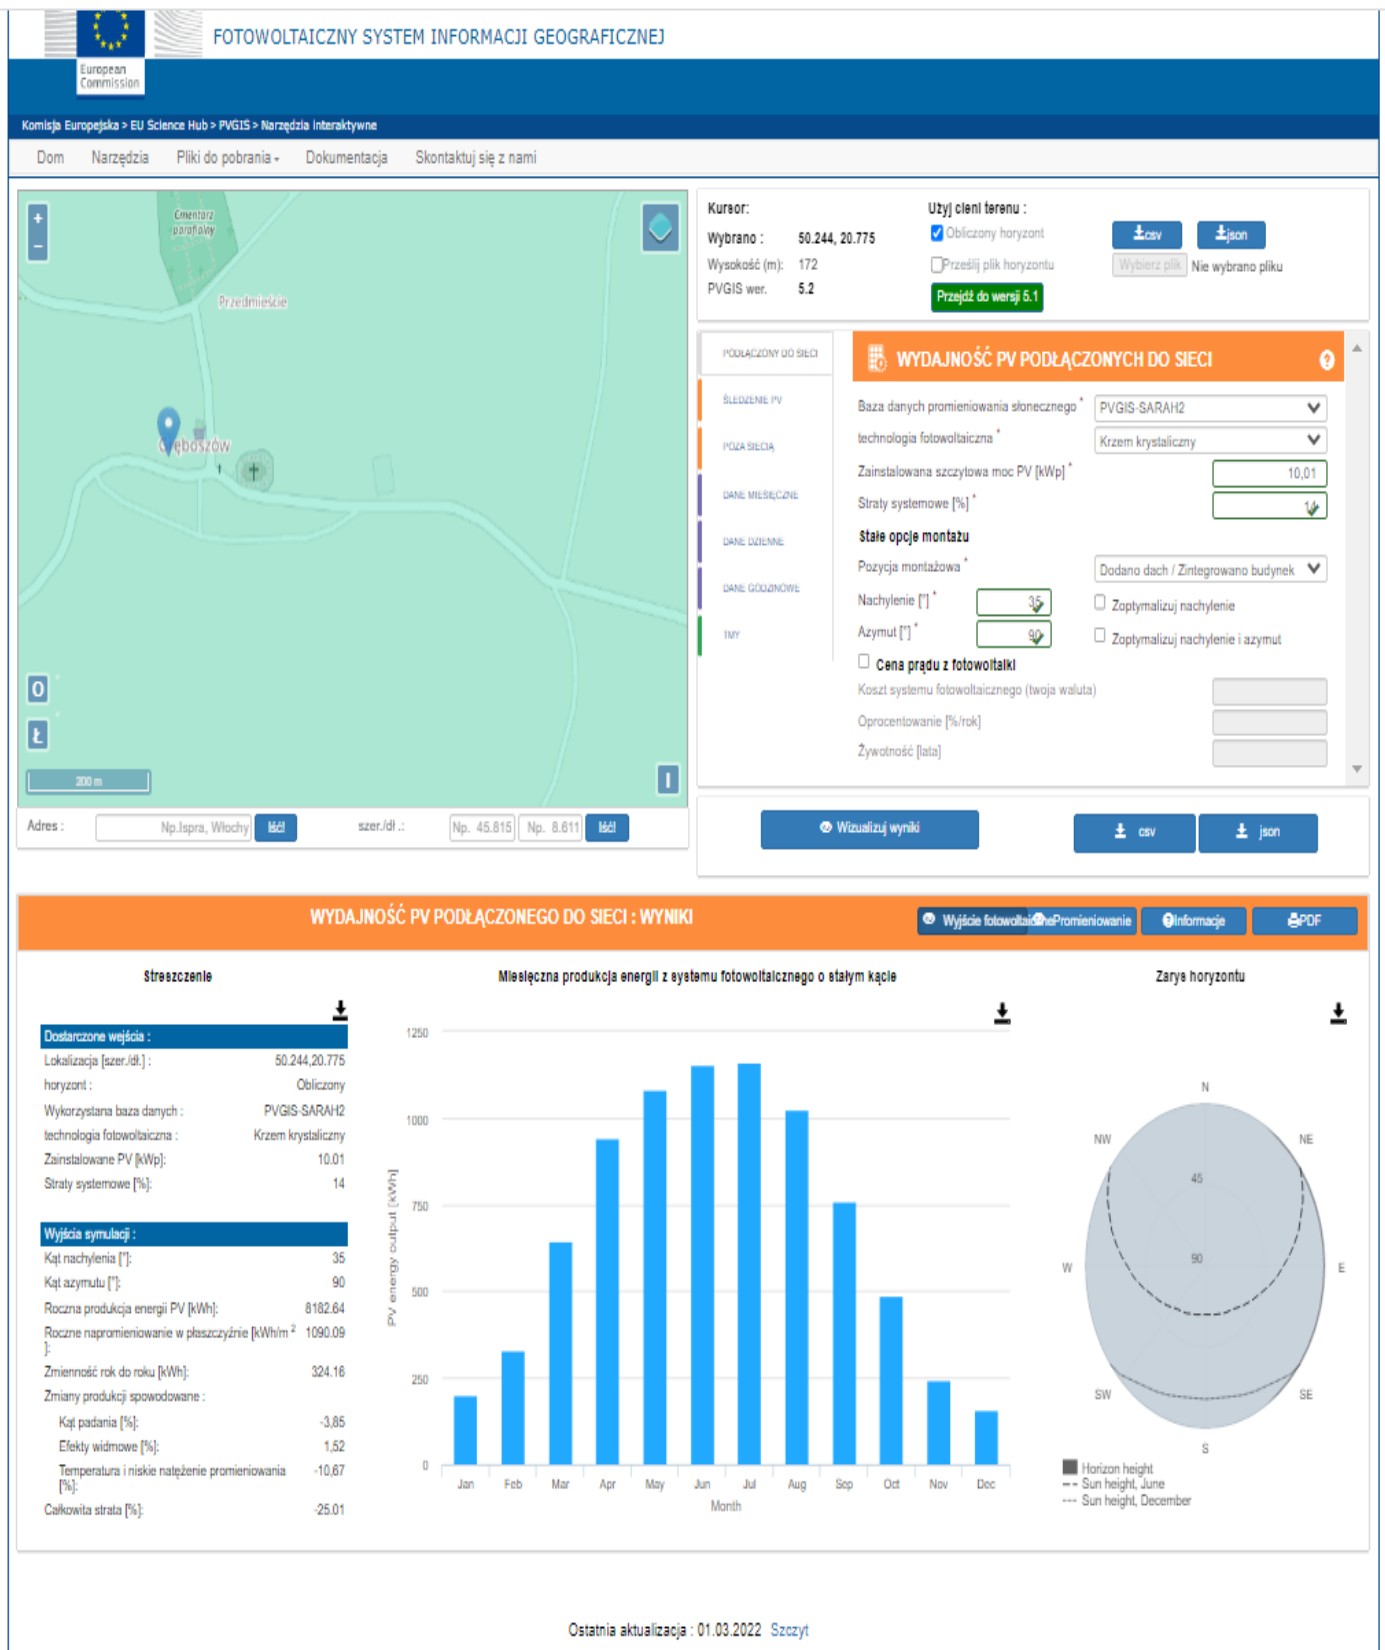 FOTOWOLTAICZNY SYSTEM INFORMACJI GEOGRAFICZNEJ
European
Commission
Komisja Europejska > EU Science Hub > PVGIS > Narzędzia interaktywne
Dom Narzędzia Pliki do pobrania Dokumentacja Skontaktuj się z nami
+
−
Cmentarz
parafialny
Przedmieście
O
Ł
200 m
I
Adres : Np.Ispra, Włochy Iść! szer./dł .: Np. 45.815 Np. 8.611 Iść!
Kursor: Użyj cieni terenu :
Wybrano : 50.244, 20.775 Obliczony horyzont csv json
Wysokość (m): 172 Prześlij plik horyzontu Wybierz plik Nie wybrano pliku
PVGIS wer. 5.2 Przejdź do wersji 5.1
PODŁĄCZONY DO SIECI
ŚLEDZENIE PV
POZA SIECIĄ
DANE MIESIĘCZNE
DANE DZIENNE
DANE GODZINOWE
TMY
WYDAJNOŚĆ PV PODŁĄCZONYCH DO SIECI ?
Baza danych promieniowania słonecznego * PVGIS-SARAH2
technologia fotowoltaiczna * Krzem krystaliczny
Zainstalowana szczytowa moc PV [kWp] * 10,01
Straty systemowe [%] * 14
Stałe opcje montażu
Pozycja montażowa * Dodano dach / Zintegrowano budynek
Nachylenie [°] * 35 Zoptymalizuj nachylenie
Azymut [°] * 90 Zoptymalizuj nachylenie i azymut
Cena prądu z fotowoltaiki
Koszt systemu fotowoltaicznego (twoja waluta)
Oprocentowanie [%/rok]
Żywotność [lata]
Wizualizuj wyniki csv json
WYDAJNOŚĆ PV PODŁĄCZONEGO DO SIECI : WYNIKI Wyjście Promieniowanie Informacje PDF
Streszczenie
Dostarczone wejścia :
Lokalizacja [szer./dł.] : 50.244,20.775
horyzont : Obliczony
Wykorzystana baza danych : PVGIS-SARAH2
technologia fotowoltaiczna : Krzem krystaliczny
Zainstalowane PV [kWp]: 10.01
Straty systemowe [%]: 14
Wyjścia symulacji :
Kąt nachylenia [°]: 35
Kąt azymutu [°]: 90
Roczna produkcja energii PV [kWh]: 8182.64
Roczne napromieniowanie w płaszczyźnie [kWh/m 2 1090.09
]:
Zmienność rok do roku [kWh]: 324.16
Zmiany produkcji spowodowane :
Kąt padania [%]: -3,85
Efekty widmowe [%]: 1,52
Temperatura i niskie natężenie promieniowania -10,67
[%]:
Całkowita strata [%]: -25.01
Miesięczna produkcja energii z systemu fotowoltaicznego o stałym kącie
1250
1000
750
500
250
0
PV energy output [kWh]
Jan Feb Mar Apr May Jun Jul Aug Sep Oct Nov Dec
Month
Zarys horyzontu
N
NW NE
45
W 90 E
SW SE
S
Horizon height
Sun height, June
Sun height, December
Ostatnia aktualizacja : 01.03.2022 Szczyt